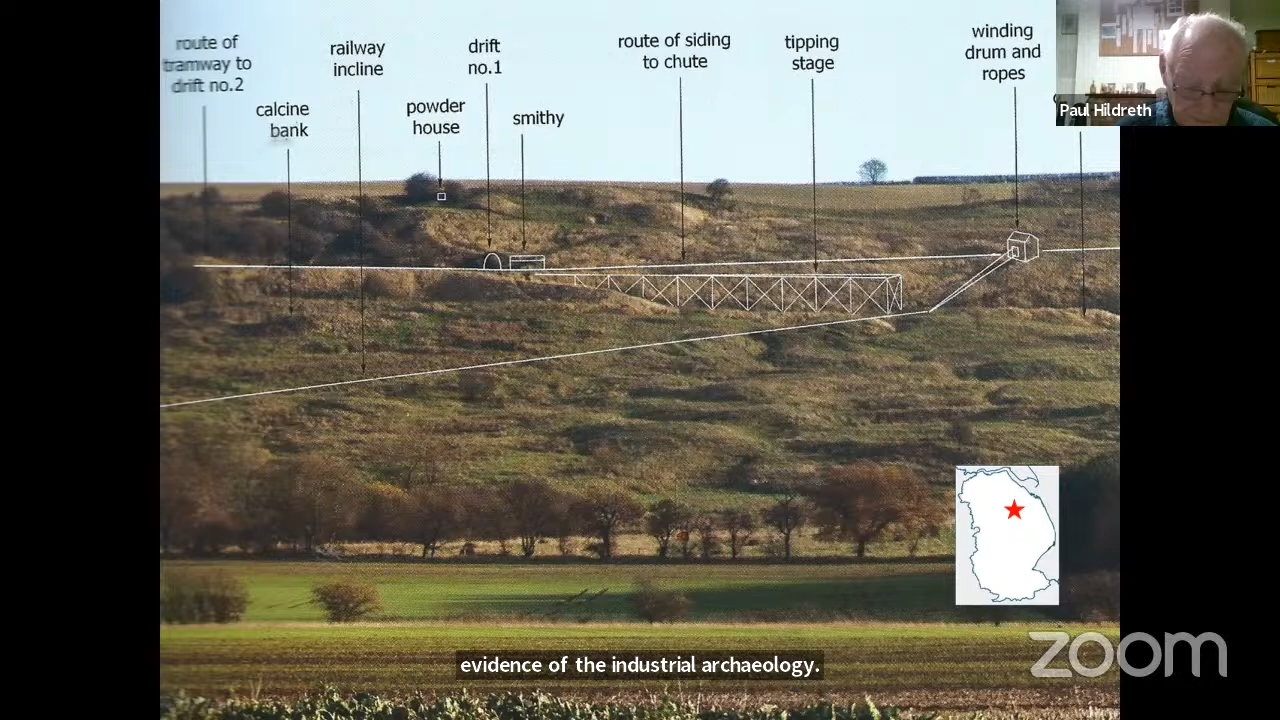 route of
tramway to
drift no.2
calcine
bank
railway
incline
powder
house
drift
no.1
smithy
route of siding
to chute
tipping
stage
winding
drum and
ropes
Paul Hildreth
evidence of the industrial archaeology.
zoom